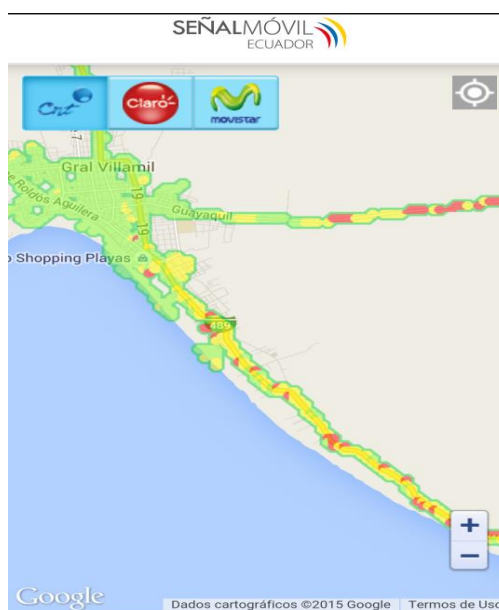 SEÑALMÓVIL
ECUADOR
Cnt
Claro
movistar
Gral Villamil
19
e Roldós Aguilera
Guayaquil
19
o Shopping Playas
489
+
−
Google
Dados cartográficos ©2015 Google
Termos de Uso